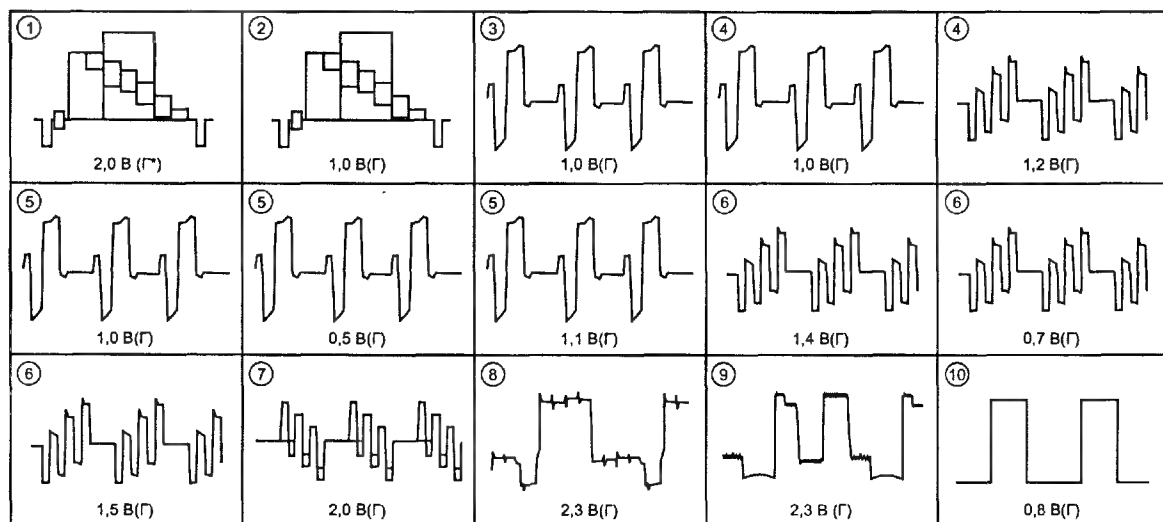 ① ② ③ ④ ④
2,0 В (Г*) 1,0 В(Г) 1,0 В(Г) 1,0 В(Г) 1,2 В(Г)
⑤ ⑤ ⑤ ⑥ ⑥
1,0 В(Г) 0,5 В(Г) 1,1 В(Г) 1,4 В(Г) 0,7 В(Г)
⑥ ⑦ ⑧ ⑨ ⑩
1,5 В(Г) 2,0 В(Г) 2,3 В(Г) 2,3 В (Г) 0,8 В(Г)